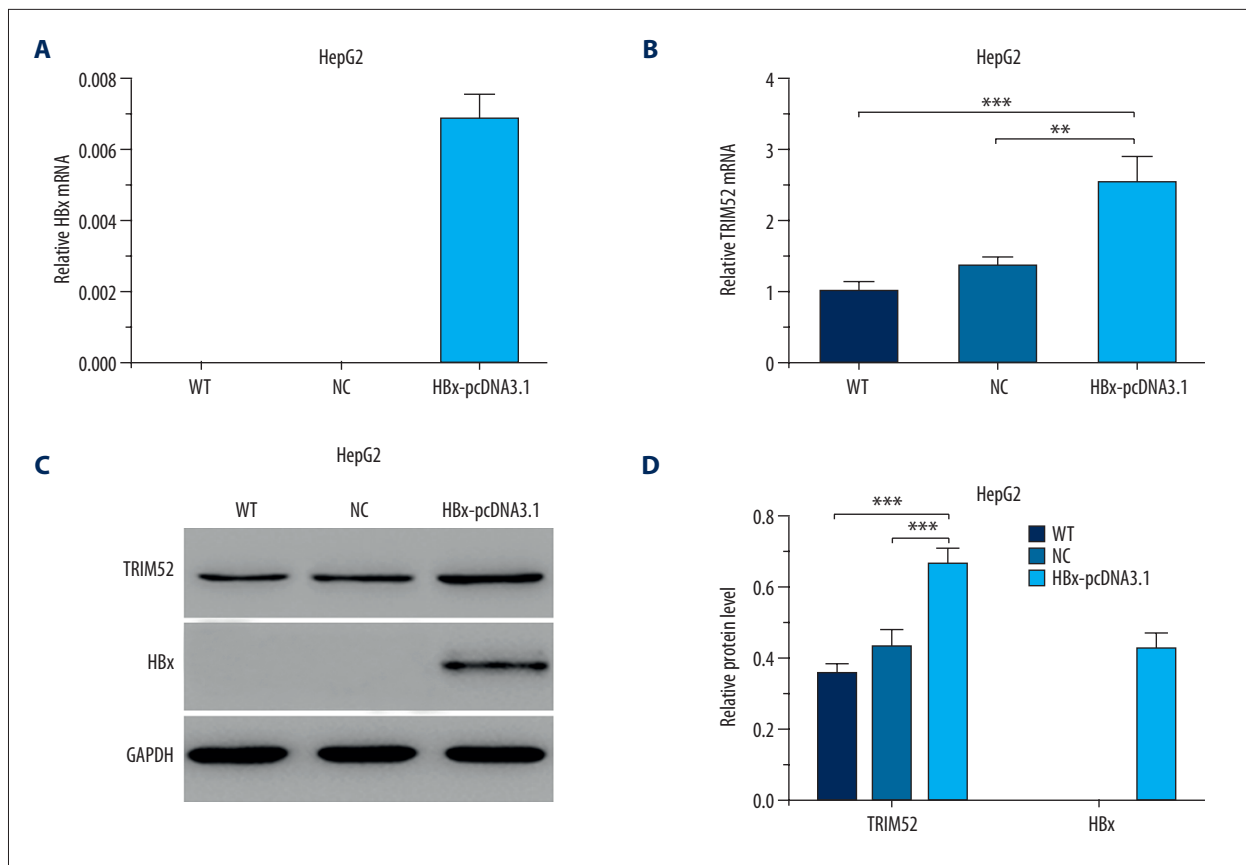 A
HepG2
Relative HBx mRNA
0.008
0.006
0.004
0.002
0.000
WT NC HBx-pcDNA3.1
B
HepG2
Relative TRIM52 mRNA
4
3
2
1
0
***
**
WT NC HBx-pcDNA3.1
C
HepG2
WT NC HBx-pcDNA3.1
TRIM52
HBx
GAPDH
D
HepG2
Relative protein level
0.8
0.6
0.4
0.2
0.0
***
***
WT
NC
HBx-pcDNA3.1
TRIM52 HBx